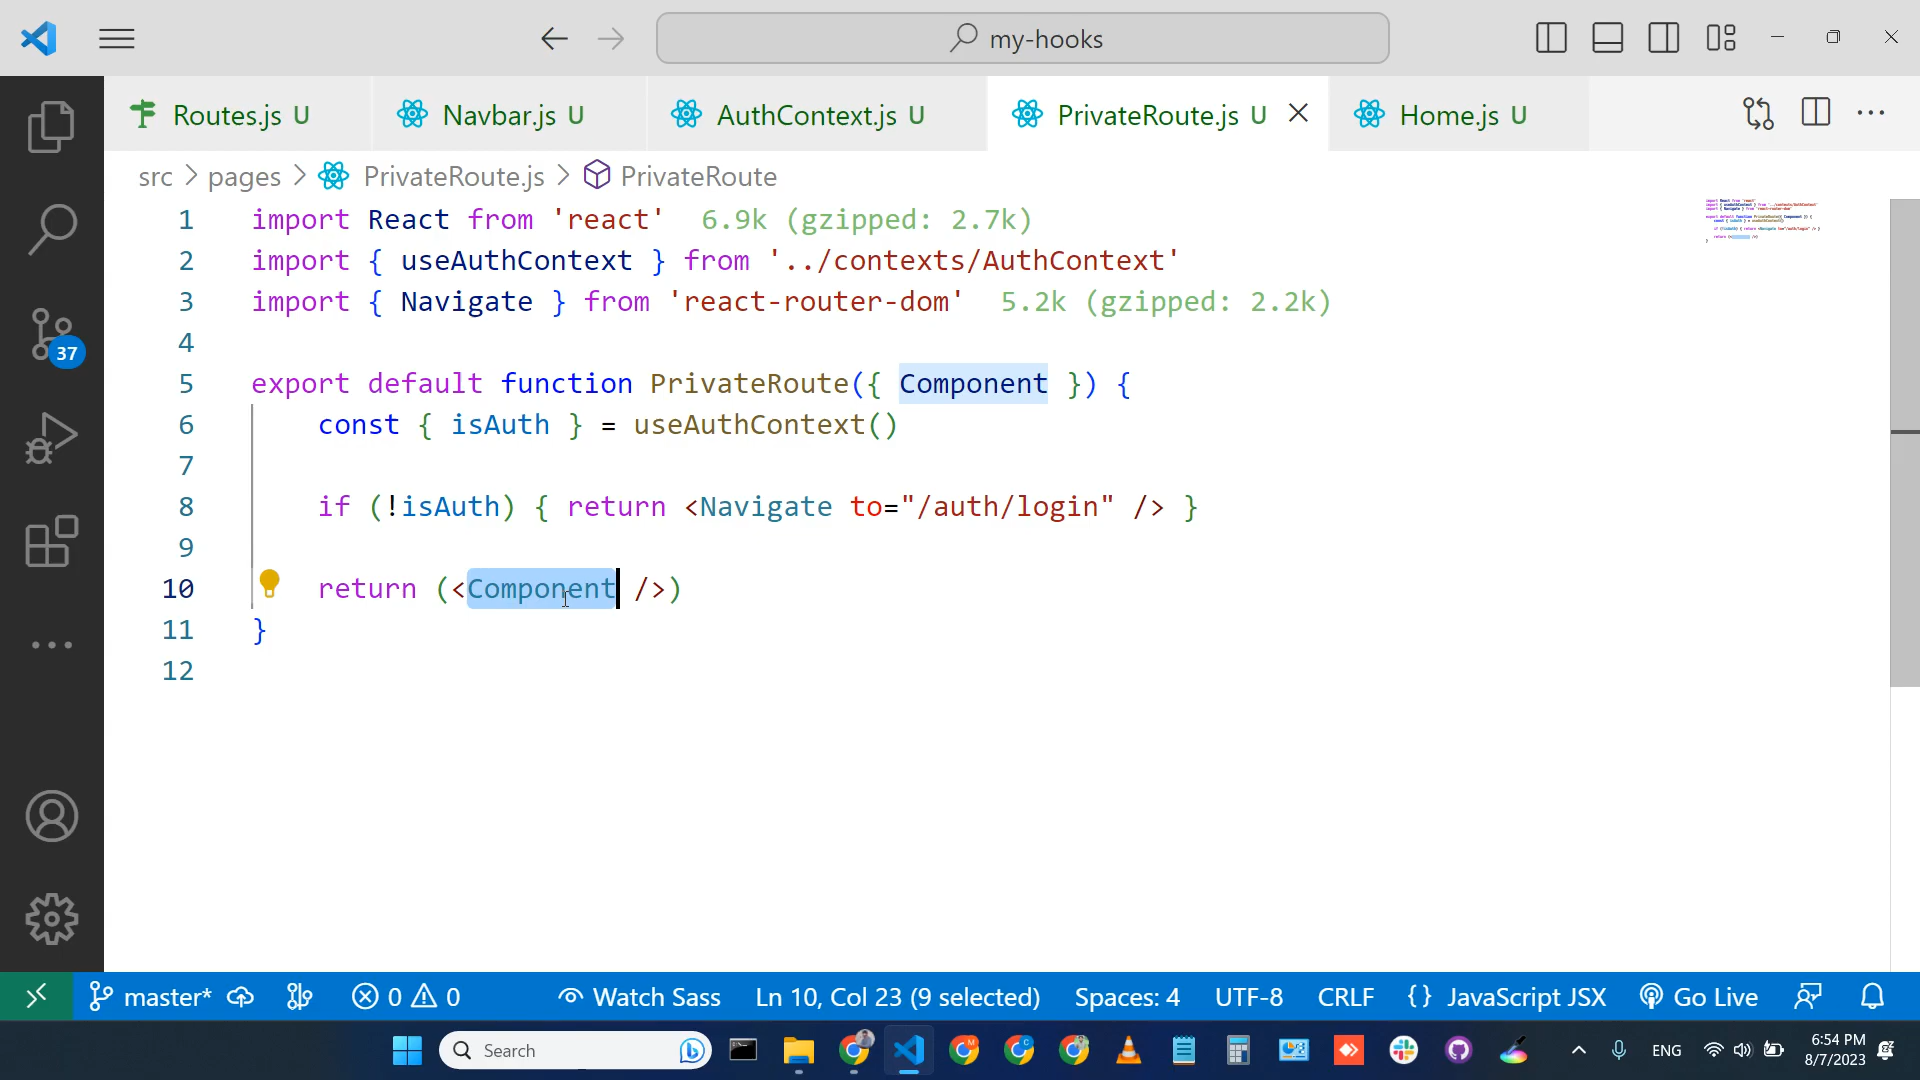 my-hooks
Routes.js U
Navbar.js U
AuthContext.js U
PrivateRoute.js U
Home.js U
src > pages > PrivateRoute.js > PrivateRoute
1 import React from 'react' 6.9k (gzipped: 2.7k)
2 import { useAuthContext } from '../contexts/AuthContext'
3 import { Navigate } from 'react-router-dom' 5.2k (gzipped: 2.2k)
4
5 export default function PrivateRoute({ Component }) {
6 const { isAuth } = useAuthContext()
7
8 if (!isAuth) { return <Navigate to="/auth/login" /> }
9
10 return (<Component />)
11 }
12
37
master* 0 0 Watch Sass Ln 10, Col 23 (9 selected) Spaces: 4 UTF-8 CRLF {} JavaScript JSX Go Live
Search
ENG
6:54 PM
8/7/2023